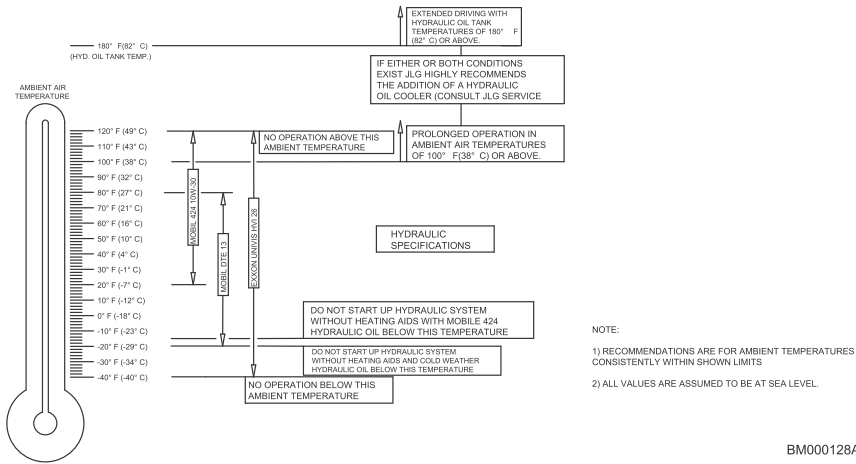 EXTENDED DRIVING WITH
HYDRAULIC OIL TANK
TEMPERATURES OF 180° F
(82° C) OR ABOVE.
180° F(82° C)
(HYD. OIL TANK TEMP.)
IF EITHER OR BOTH CONDITIONS
EXIST JLG HIGHLY RECOMMENDS
THE ADDITION OF A HYDRAULIC
OIL COOLER (CONSULT JLG SERVICE
AMBIENT AIR
TEMPERATURE
120° F (49° C)
110° F (43° C)
100° F (38° C)
90° F (32° C)
80° F (27° C)
70° F (21° C)
60° F (16° C)
50° F (10° C)
40° F (4° C)
30° F (-1° C)
20° F (-7° C)
10° F (-12° C)
0° F (-18° C)
-10° F (-23° C)
-20° F (-29° C)
-30° F (-34° C)
-40° F (-40° C)
NO OPERATION ABOVE THIS
AMBIENT TEMPERATURE
PROLONGED OPERATION IN
AMBIENT AIR TEMPERATURES
OF 100° F(38° C) OR ABOVE.
MOBIL 424 10W-30
MOBIL DTE 13
EXXON UNIVIS HVI 26
HYDRAULIC
SPECIFICATIONS
DO NOT START UP HYDRAULIC SYSTEM
WITHOUT HEATING AIDS WITH MOBILE 424
HYDRAULIC OIL BELOW THIS TEMPERATURE
DO NOT START UP HYDRAULIC SYSTEM
WITHOUT HEATING AIDS AND COLD WEATHER
HYDRAULIC OIL BELOW THIS TEMPERATURE
NO OPERATION BELOW THIS
AMBIENT TEMPERATURE
NOTE:
1) RECOMMENDATIONS ARE FOR AMBIENT TEMPERATURES
CONSISTENTLY WITHIN SHOWN LIMITS
2) ALL VALUES ARE ASSUMED TO BE AT SEA LEVEL.
BM000128A